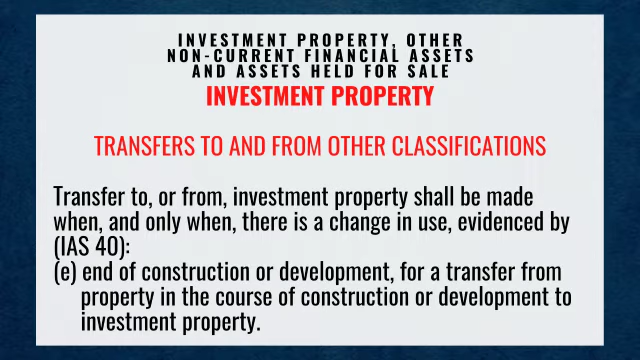 INVESTMENT PROPERTY, OTHER
NON-CURRENT FINANCIAL ASSETS
AND ASSETS HELD FOR SALE
INVESTMENT PROPERTY
TRANSFERS TO AND FROM OTHER CLASSIFICATIONS
Transfer to, or from, investment property shall be made
when, and only when, there is a change in use, evidenced by
(IAS 40):
(e) end of construction or development, for a transfer from
property in the course of construction or development to
investment property.